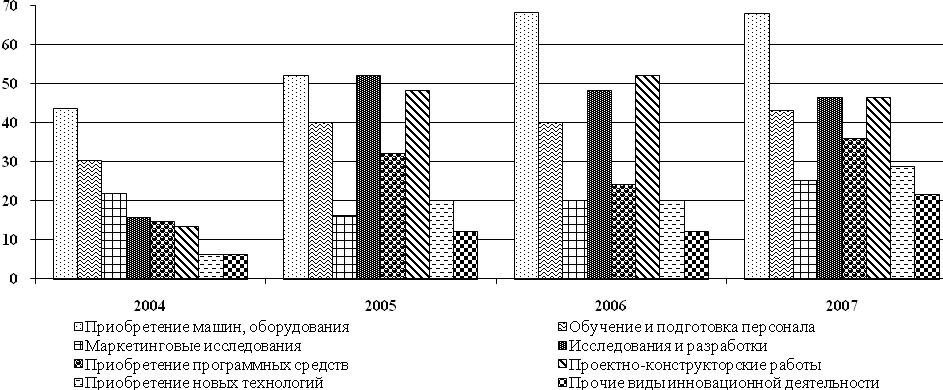 70
60
50
40
30
20
10
0
2004 2005 2006 2007
Приобретение машин, оборудования Обучение и подготовка персонала
Маркетинговые исследования Исследования и разработки
Приобретение программных средств Проектно-конструкторские работы
Приобретение новых технологий Прочие виды инновационной деятельности